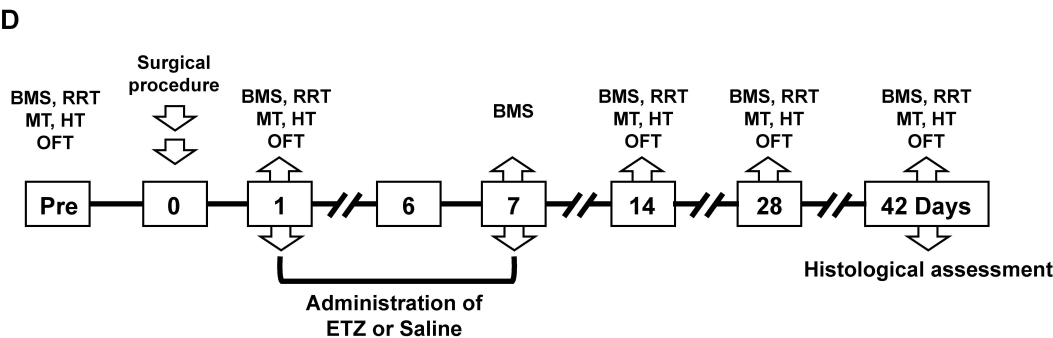 D
Surgical
procedure
BMS, RRT
MT, HT
OFT
BMS, RRT
MT, HT
OFT
BMS
BMS, RRT
MT, HT
OFT
BMS, RRT
MT, HT
OFT
BMS, RRT
MT, HT
OFT
Pre
0
1
6
7
14
28
42 Days
Histological assessment
Administration of
ETZ or Saline